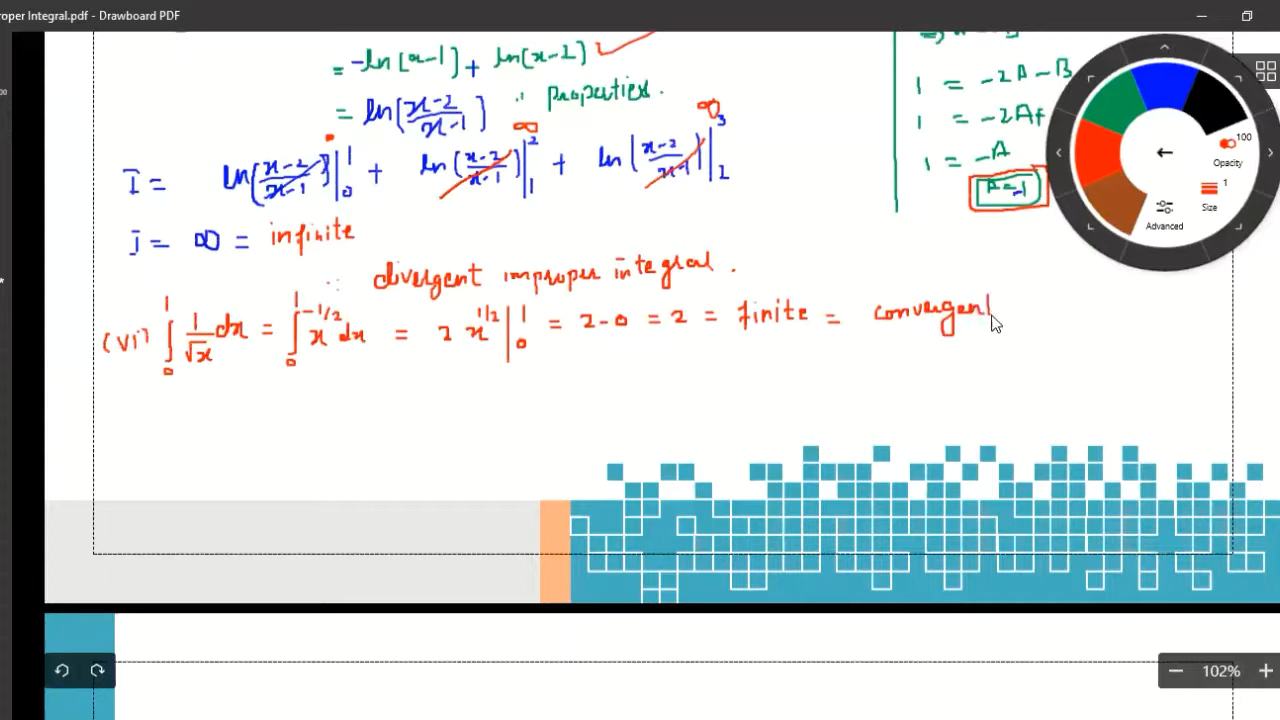 roper Integral.pdf - Drawboard PDF
= -ln[x-1] + ln[x-2]
= ln[x-2/x-1] ∵ properties.
I = ln(x-2/x-1)|₀¹ + ln(x-2/x-1)|₁² ∞ + ln[x-2/x-1]|₂³ ∞
I = ∞ = infinite
∴ divergent improper integral.
(VI) ∫₀¹ 1/√x dx = ∫₀¹ x^-1/2 dx = 2 x^1/2 |₀¹ = 2-0 = 2 = finite = convergent
1 = -2A - B
1 = -2A+
1 = -A
A = -1
100
Opacity
1
Size
Advanced
102%